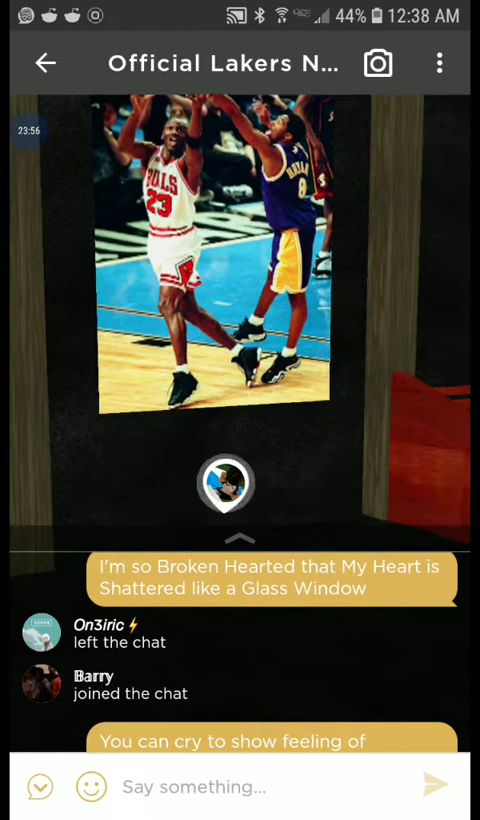 44% 12:38 AM
Official Lakers N...
23:56
BULLS
23
BRYANT
8
I'm so Broken Hearted that My Heart is
Shattered like a Glass Window
On3iric⚡
left the chat
Barry
joined the chat
You can cry to show feeling of
Say something...